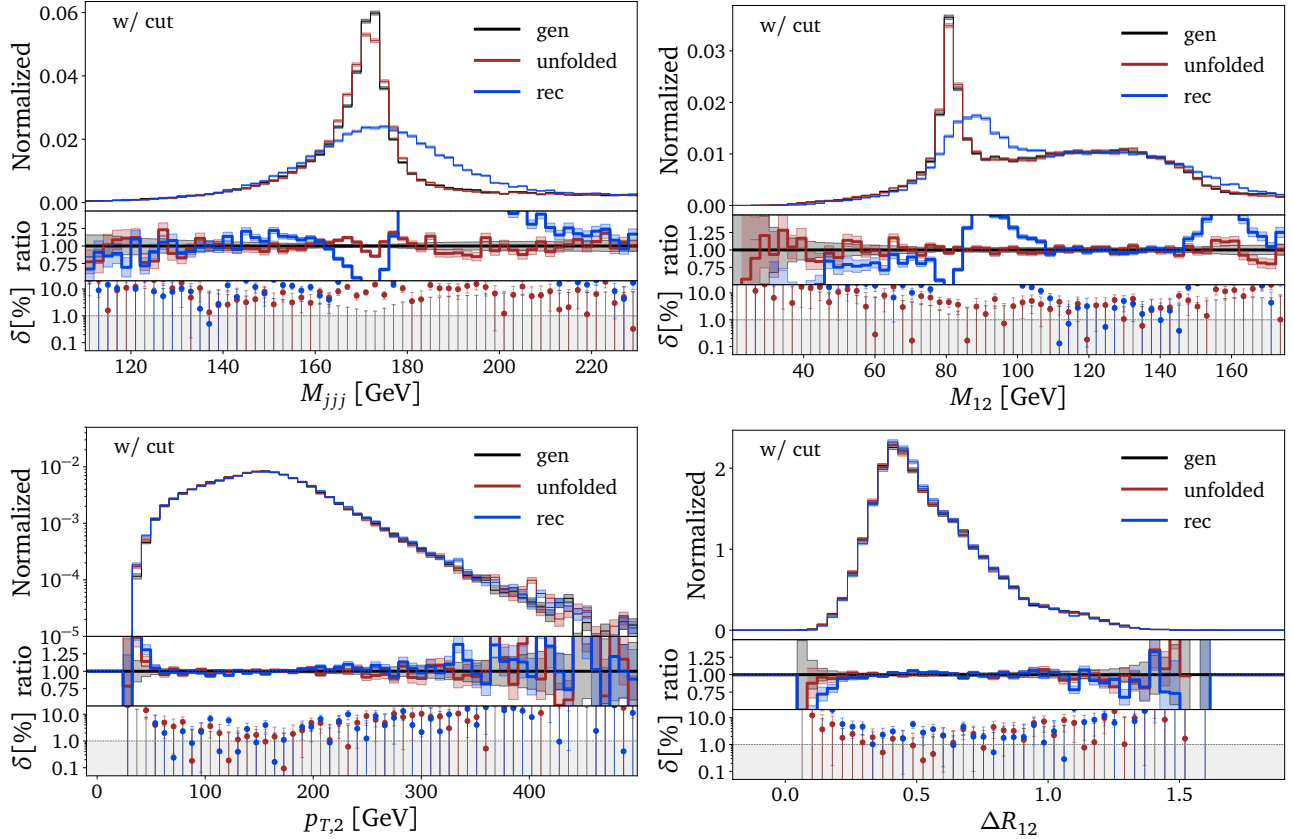 w/ cut
gen
unfolded
rec
Normalized
0.06
0.04
0.02
0.00
ratio
1.25
1.00
0.75
δ[%]
10.0
1.0
0.1
120 140 160 180 200 220
M_jjj [GeV]
w/ cut
gen
unfolded
rec
Normalized
0.03
0.02
0.01
0.00
ratio
1.25
1.00
0.75
δ[%]
10.0
1.0
0.1
40 60 80 100 120 140 160
M_12 [GeV]
w/ cut
gen
unfolded
rec
Normalized
10^−2
10^−3
10^−4
10^−5
ratio
1.25
1.00
0.75
δ[%]
10.0
1.0
0.1
0 100 200 300 400
p_T,2 [GeV]
w/ cut
gen
unfolded
rec
Normalized
2
1
0
ratio
1.25
1.00
0.75
δ[%]
10.0
1.0
0.1
0.0 0.5 1.0 1.5
ΔR_12